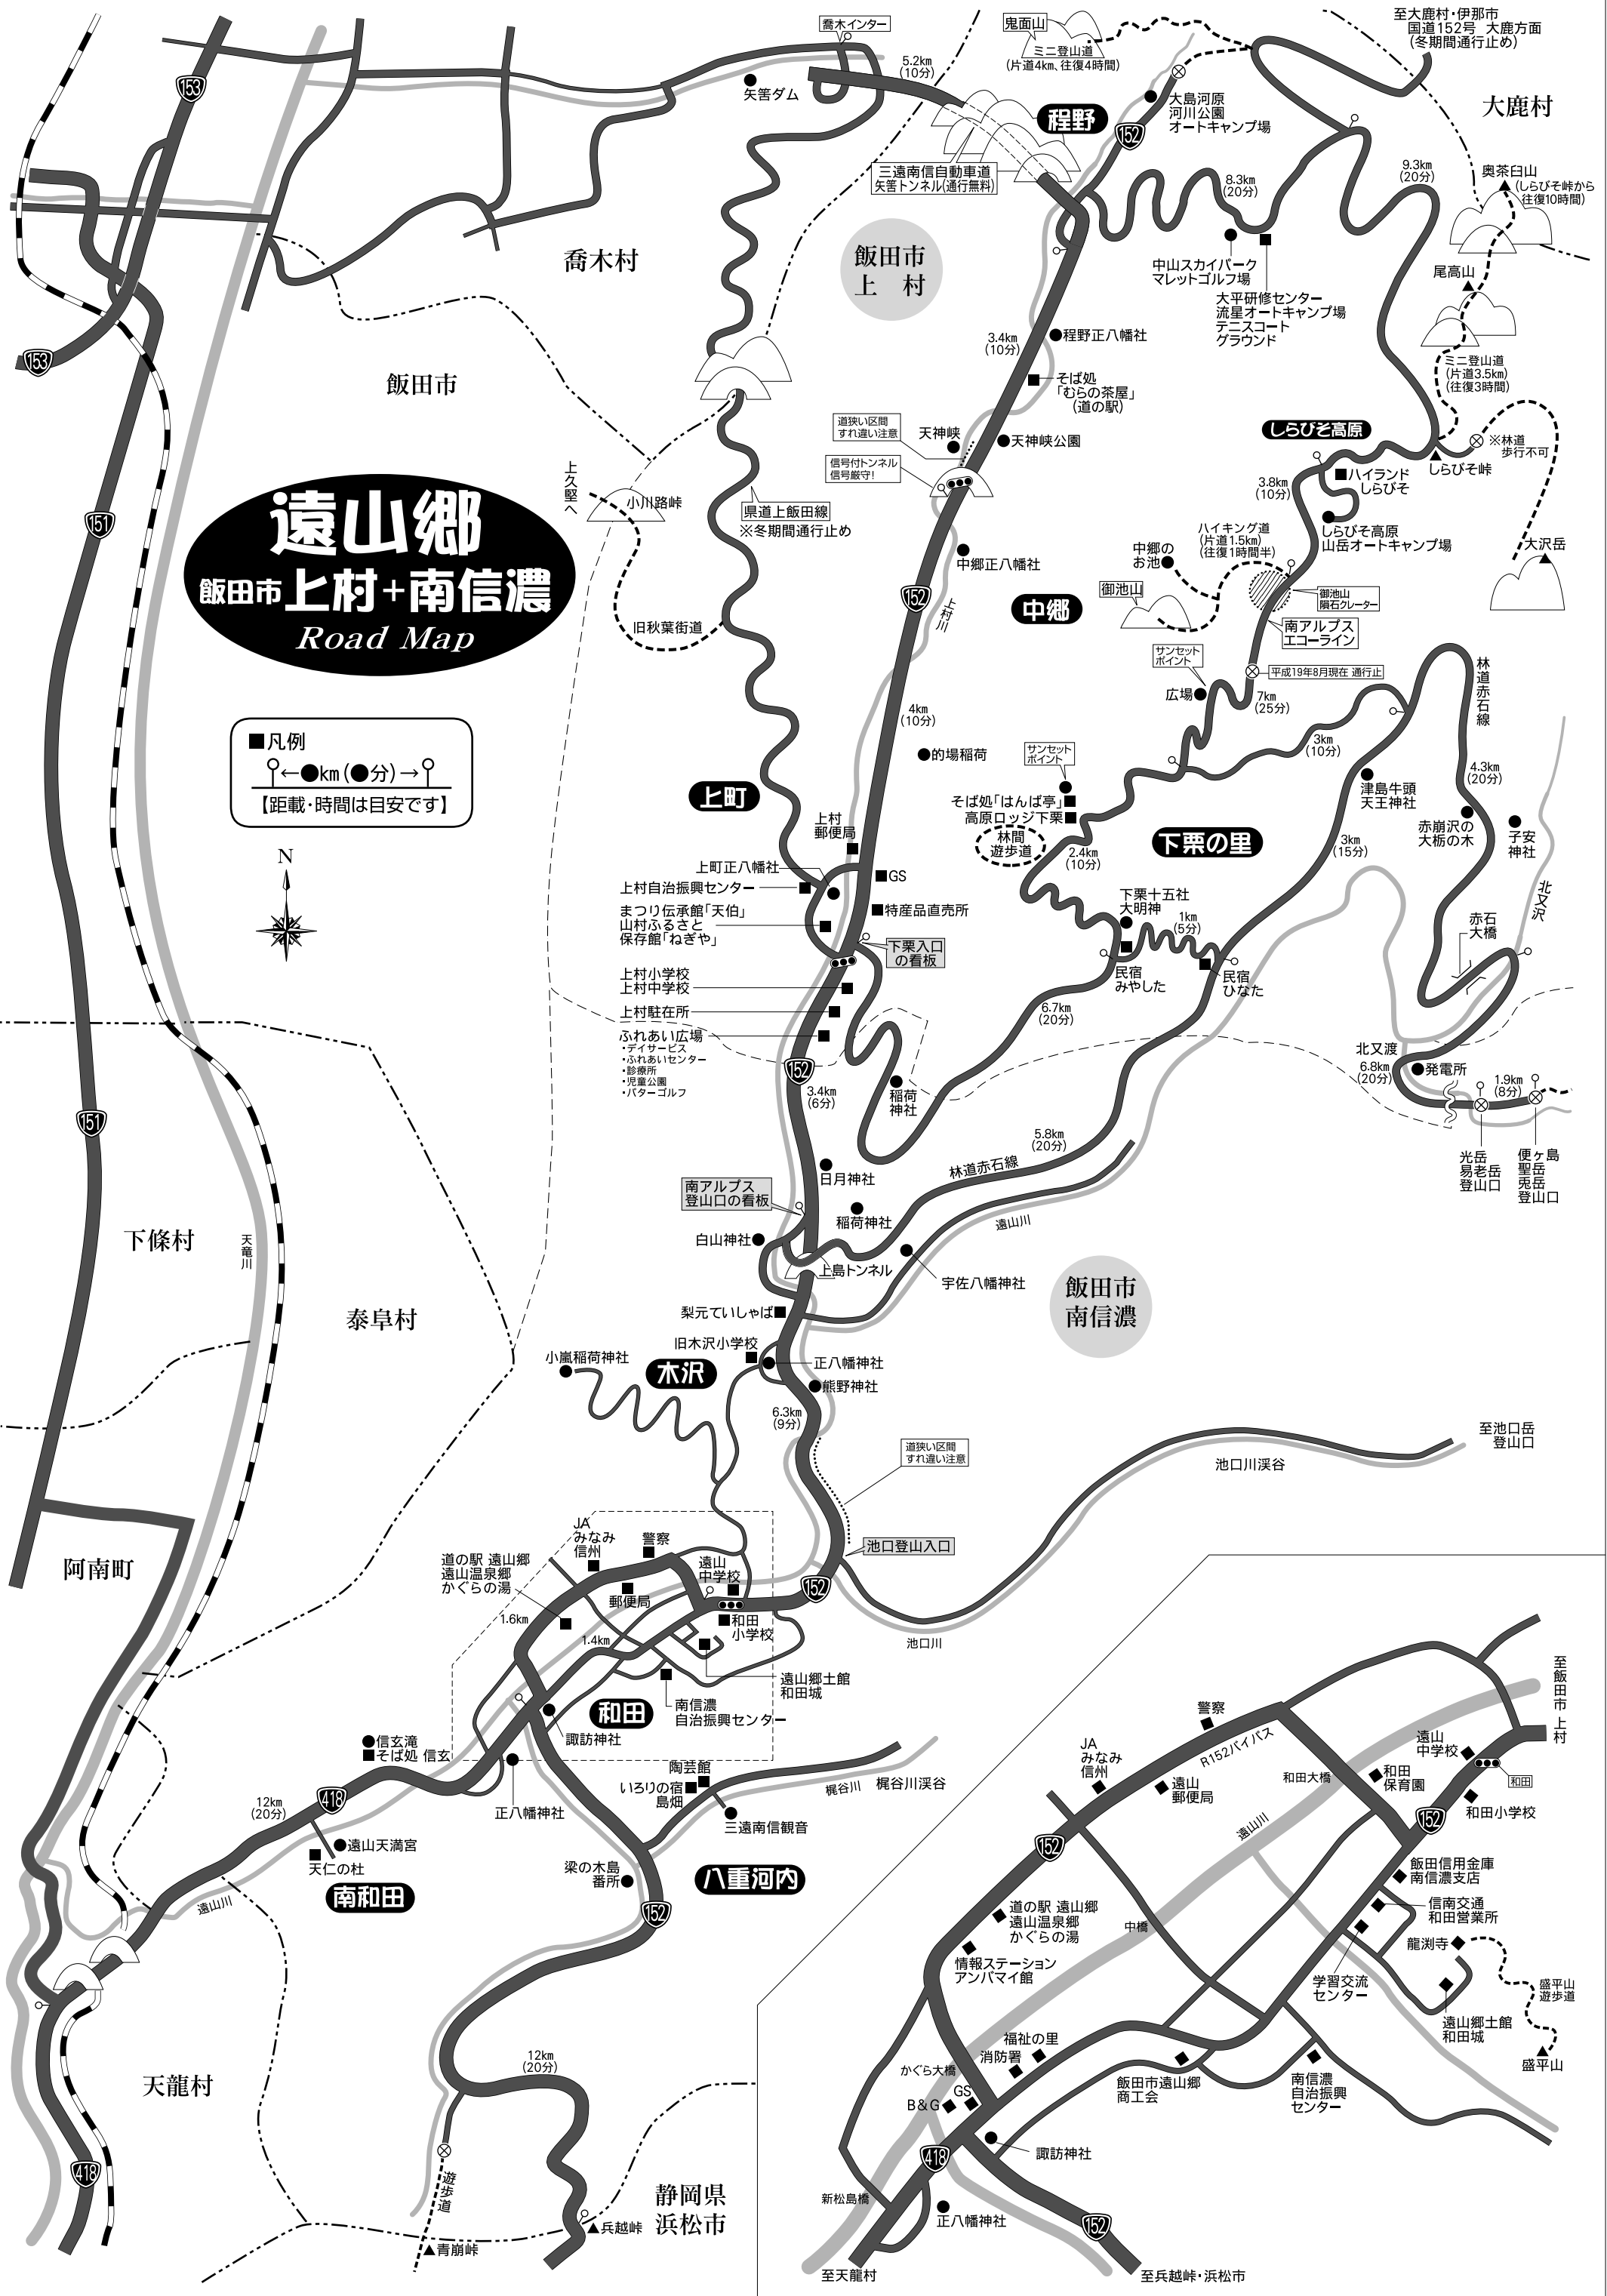 遠山郷
飯田市上村+南信濃
Road Map
■凡例
←●km(●分)→
【距載・時間は目安です】
N
153
153
151
151
喬木インター
矢筈ダム
5.2km
(10分)
鬼面山
ミニ登山道
(片道4km、往復4時間)
至大鹿村・伊那市
国道152号 大鹿方面
(冬期間通行止め)
大鹿村
大島河原
河川公園
オートキャンプ場
程野
152
三遠南信自動車道
矢筈トンネル(通行無料)
8.3km
(20分)
9.3km
(20分)
奥茶臼山
(しらびそ峠から
往復10時間)
喬木村
飯田市
上 村
中山スカイパーク
マレットゴルフ場
大平研修センター
流星オートキャンプ場
テニスコート
グラウンド
尾高山
ミニ登山道
(片道3.5km)
(往復3時間)
飯田市
3.4km
(10分)
程野正八幡社
そば処
「むらの茶屋」
(道の駅)
道狭い区間
すれ違い注意
天神峡
天神峡公園
信号付トンネル
信号厳守!
しらびそ高原
※林道
歩行不可
しらびそ峠
ハイランド
しらびそ
3.8km
(10分)
しらびそ高原
山岳オートキャンプ場
大沢岳
上久堅へ
小川路峠
県道上飯田線
※冬期間通行止め
旧秋葉街道
中郷正八幡社
152
上村川
中郷
中郷の
お池
ハイキング道
(片道1.5km)
(往復1時間半)
御池山
御池山
隕石クレーター
南アルプス
エコーライン
サンセット
ポイント
平成19年8月現在 通行止
広場
7km
(25分)
林道赤石線
4km
(10分)
的場稲荷
サンセット
ポイント
そば処「はんば亭」
高原ロッジ下栗
林間
遊歩道
3km
(10分)
4.3km
(20分)
津島牛頭
天王神社
赤崩沢の
大栃の木
子安
神社
上町
上村
郵便局
下栗の里
2.4km
(10分)
3km
(15分)
上町正八幡社
上村自治振興センター
GS
まつり伝承館「天伯」
山村ふるさと
保存館「ねぎや」
特産品直売所
下栗入口
の看板
下栗十五社
大明神
1km
(5分)
民宿
みやした
民宿
ひなた
北又沢
赤石
大橋
上村小学校
上村中学校
上村駐在所
ふれあい広場
・デイサービス
・ふれあいセンター
・診療所
・児童公園
・パターゴルフ
152
3.4km
(6分)
稲荷
神社
6.7km
(20分)
北又渡
6.8km
(20分)
発電所
1.9km
(8分)
光岳
易老岳
登山口
便ヶ島
聖岳
兎岳
登山口
5.8km
(20分)
林道赤石線
日月神社
南アルプス
登山口の看板
稲荷神社
白山神社
遠山川
上島トンネル
宇佐八幡神社
飯田市
南信濃
下條村
天竜川
泰阜村
梨元ていしゃば
旧木沢小学校
小嵐稲荷神社
木沢
正八幡神社
熊野神社
6.3km
(9分)
道狭い区間
すれ違い注意
至池口岳
登山口
池口川渓谷
池口登山入口
池口川
152
阿南町
JA
みなみ
信州
警察
道の駅 遠山郷
遠山温泉郷
かぐらの湯
郵便局
遠山
中学校
1.6km
1.4km
和田
小学校
遠山郷土館
和田城
和田
南信濃
自治振興センター
諏訪神社
信玄滝
そば処 信玄
12km
(20分)
418
正八幡神社
陶芸館
いろりの宿
島畑
梶谷川
梶谷川渓谷
三遠南信観音
遠山天満宮
天仁の杜
南和田
遠山川
梁の木島
番所
八重河内
152
天龍村
418
12km
(20分)
遊歩道
青崩峠
兵越峠
静岡県
浜松市
至飯田市 上村
警察
R152バイパス
JA
みなみ
信州
遠山
郵便局
和田大橋
遠山
中学校
和田
保育園
和田
和田小学校
遠山川
152
152
飯田信用金庫
南信濃支店
信南交通
和田営業所
龍渕寺
道の駅 遠山郷
遠山温泉郷
かぐらの湯
中橋
情報ステーション
アンバマイ館
学習交流
センター
盛平山
遊歩道
遠山郷土館
和田城
盛平山
福祉の里
消防署
かぐら大橋
GS
B&G
飯田市遠山郷
商工会
南信濃
自治振興
センター
諏訪神社
418
新松島橋
正八幡神社
152
至天龍村
至兵越峠・浜松市